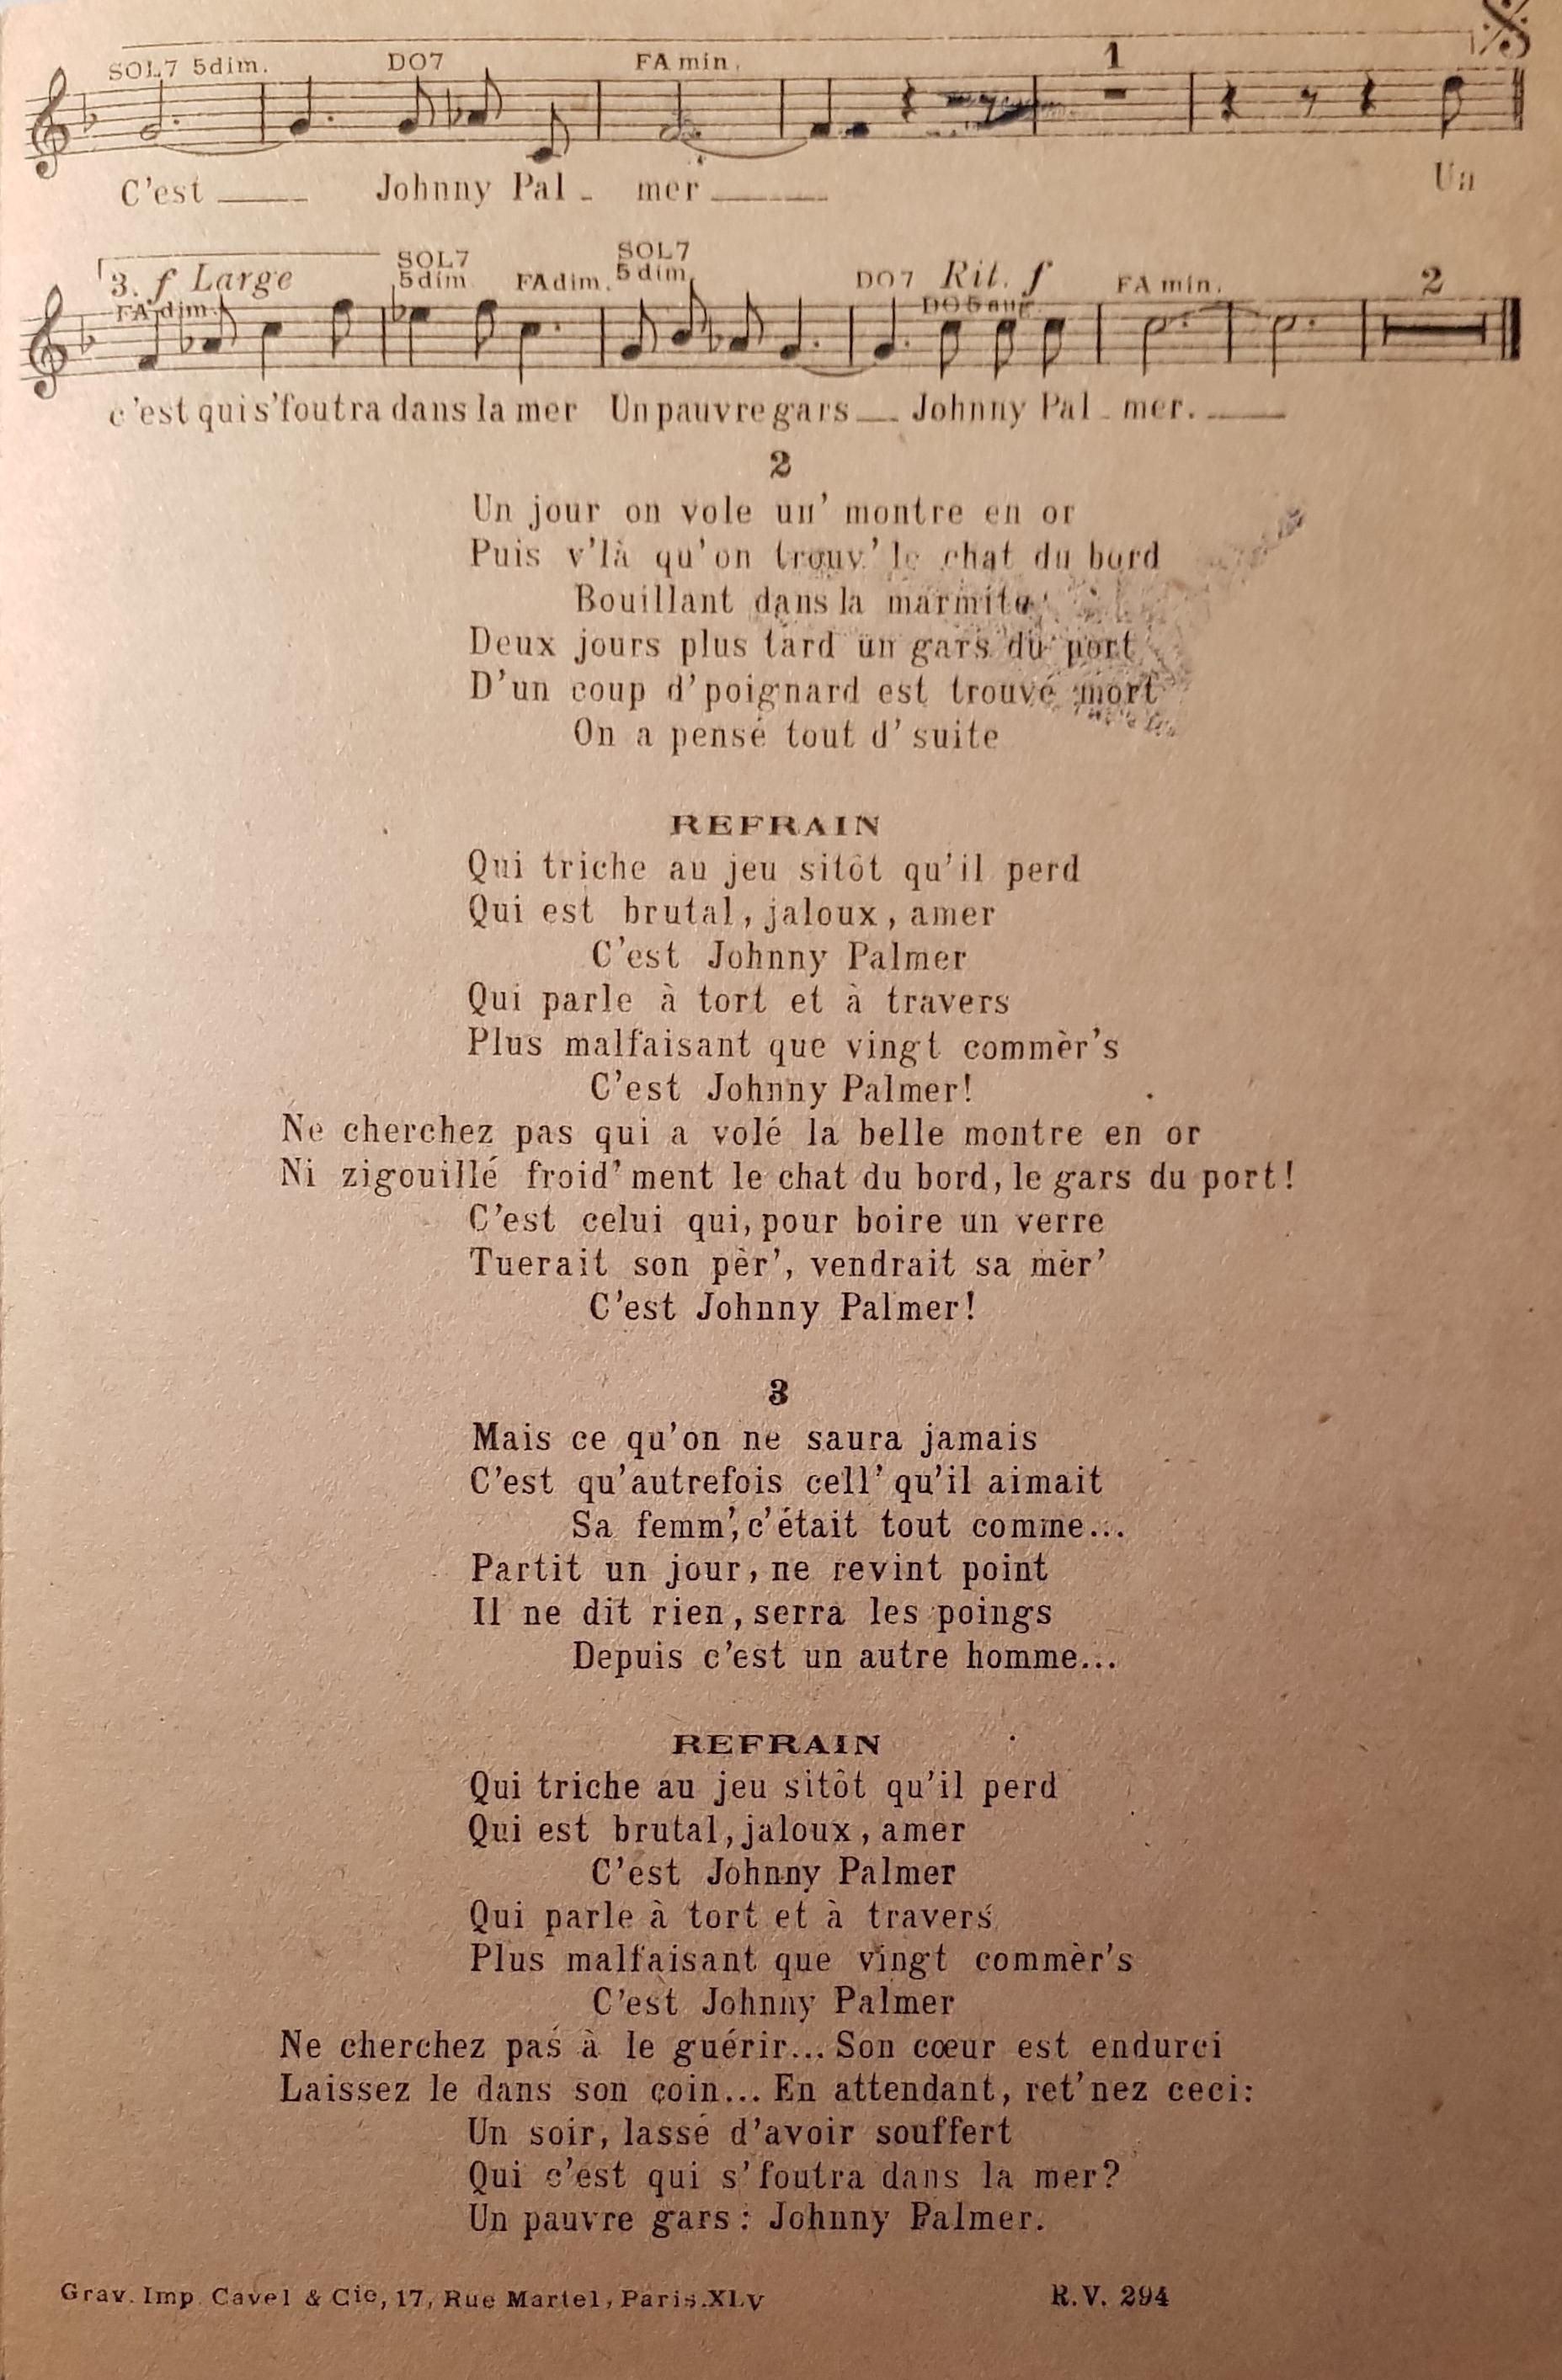 SOL7 5dim. DO7 FA min. 1
C'est Johnny Pal - mer Un
3. f Large SOL7 5dim FAdim. SOL7 5dim. DO7 Rit. f FA min. 2
FA dim. DO5aug.
c'est qui s'foutra dans la mer Un pauvre gars Johnny Pal - mer.
2
Un jour on vole un' montre en or
Puis v'là qu'on trouv' le chat du bord
Bouillant dans la marmite
Deux jours plus tard un gars du port
D'un coup d'poignard est trouvé mort
On a pensé tout d'suite
REFRAIN
Qui triche au jeu sitôt qu'il perd
Qui est brutal, jaloux, amer
C'est Johnny Palmer
Qui parle à tort et à travers
Plus malfaisant que vingt commèr's
C'est Johnny Palmer!
Ne cherchez pas qui a volé la belle montre en or
Ni zigouillé froid'ment le chat du bord, le gars du port!
C'est celui qui, pour boire un verre
Tuerait son pèr', vendrait sa mèr'
C'est Johnny Palmer!
3
Mais ce qu'on ne saura jamais
C'est qu'autrefois cell' qu'il aimait
Sa femm', c'était tout comme...
Partit un jour, ne revint point
Il ne dit rien, serra les poings
Depuis c'est un autre homme...
REFRAIN
Qui triche au jeu sitôt qu'il perd
Qui est brutal, jaloux, amer
C'est Johnny Palmer
Qui parle à tort et à travers
Plus malfaisant que vingt commèr's
C'est Johnny Palmer
Ne cherchez pas à le guérir... Son cœur est endurci
Laissez le dans son coin... En attendant, ret'nez ceci:
Un soir, lassé d'avoir souffert
Qui c'est qui s'foutra dans la mer?
Un pauvre gars: Johnny Palmer.
Grav. Imp. Cavel & Cie, 17, Rue Martel, Paris.XLV R.V. 294